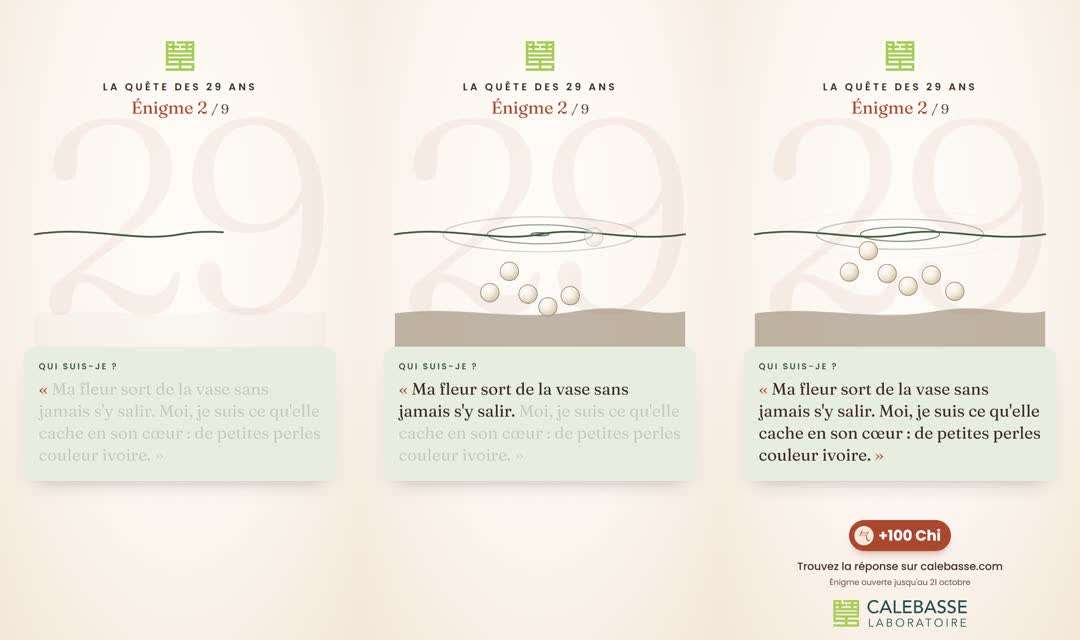 LA QUÊTE DES 29 ANS
Énigme 2 / 9
29
QUI SUIS-JE ?
« Ma fleur sort de la vase sans
jamais s'y salir. Moi, je suis ce qu'elle
cache en son cœur : de petites perles
couleur ivoire. »
LA QUÊTE DES 29 ANS
Énigme 2 / 9
29
QUI SUIS-JE ?
« Ma fleur sort de la vase sans
jamais s'y salir. Moi, je suis ce qu'elle
cache en son cœur : de petites perles
couleur ivoire. »
LA QUÊTE DES 29 ANS
Énigme 2 / 9
29
QUI SUIS-JE ?
« Ma fleur sort de la vase sans
jamais s'y salir. Moi, je suis ce qu'elle
cache en son cœur : de petites perles
couleur ivoire. »
+100 Chi
Trouvez la réponse sur calebasse.com
Énigme ouverte jusqu'au 21 octobre
CALEBASSE
LABORATOIRE